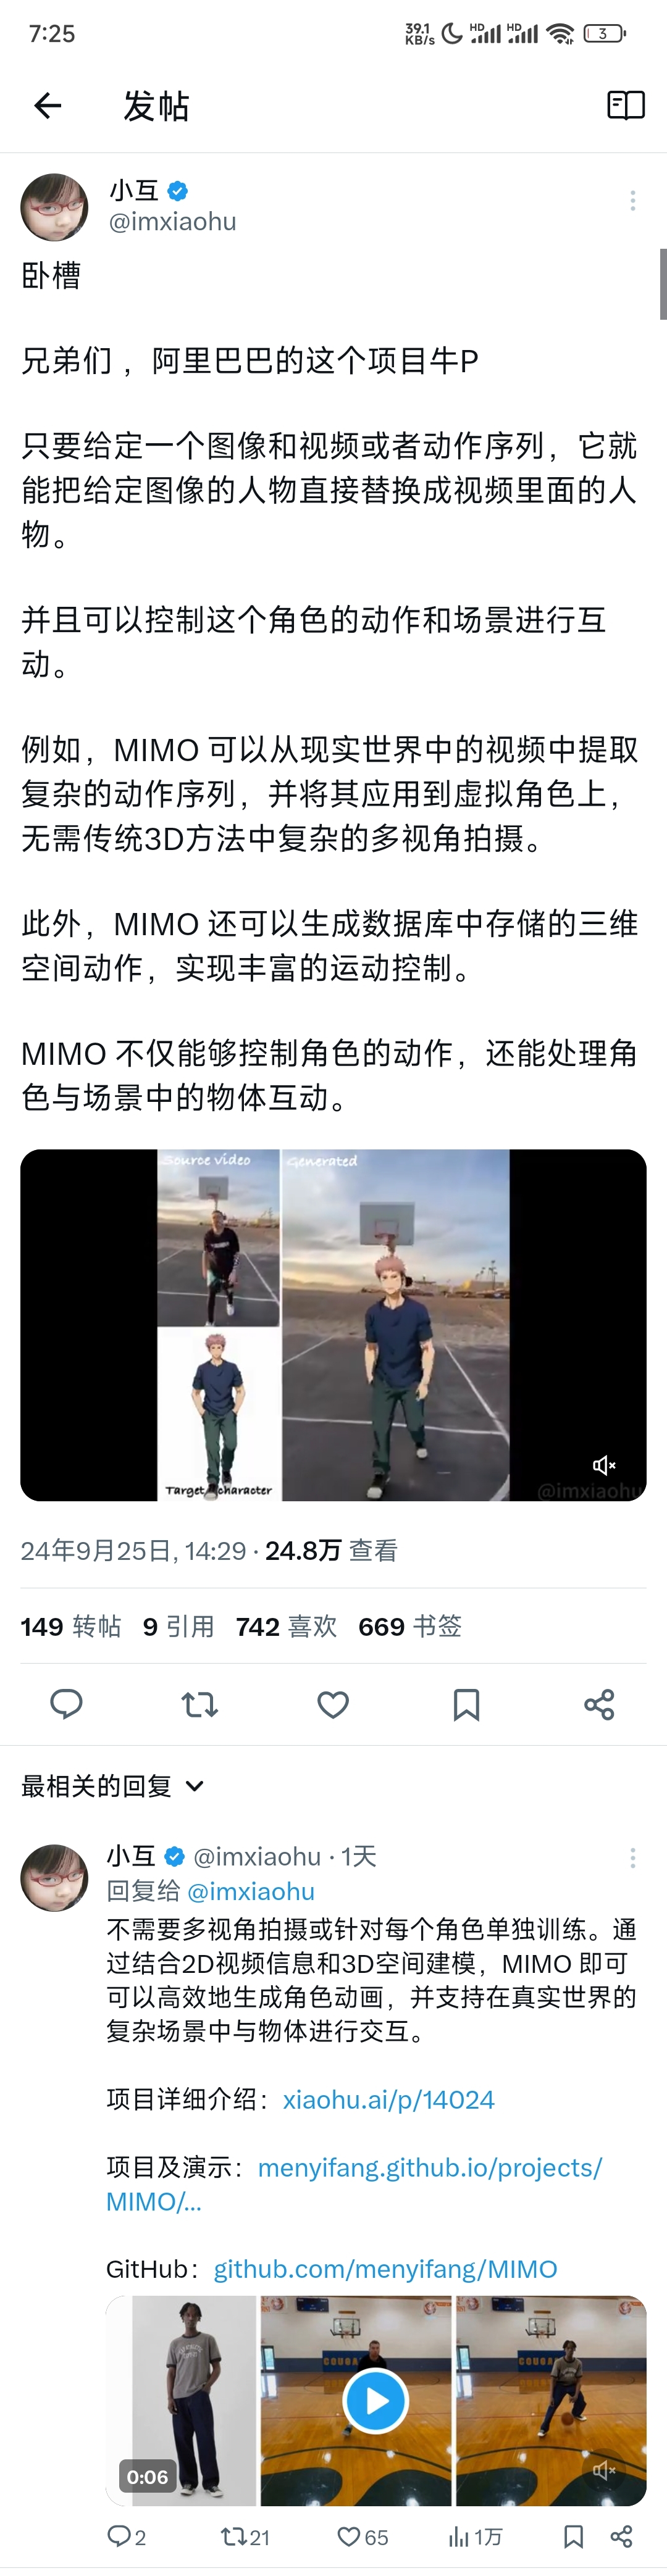 7:25
39.1
KB/s
HD
HD
3
发帖
小互
@imxiaohu
卧槽
兄弟们 ，阿里巴巴的这个项目牛P
只要给定一个图像和视频或者动作序列，它就
能把给定图像的人物直接替换成视频里面的人
物。
并且可以控制这个角色的动作和场景进行互
动。
例如，MIMO 可以从现实世界中的视频中提取
复杂的动作序列，并将其应用到虚拟角色上，
无需传统3D方法中复杂的多视角拍摄。
此外，MIMO 还可以生成数据库中存储的三维
空间动作，实现丰富的运动控制。
MIMO 不仅能够控制角色的动作，还能处理角
色与场景中的物体互动。
Source video
Generated
Target character
@imxiaohu
24年9月25日, 14:29 · 24.8万 查看
149 转帖 9 引用 742 喜欢 669 书签
最相关的回复
小互 @imxiaohu · 1天
回复给 @imxiaohu
不需要多视角拍摄或针对每个角色单独训练。通
过结合2D视频信息和3D空间建模，MIMO 即可
可以高效地生成角色动画，并支持在真实世界的
复杂场景中与物体进行交互。
项目详细介绍：xiaohu.ai/p/14024
项目及演示：menyifang.github.io/projects/
MIMO/...
GitHub：github.com/menyifang/MIMO
0:06
2
21
65
1万